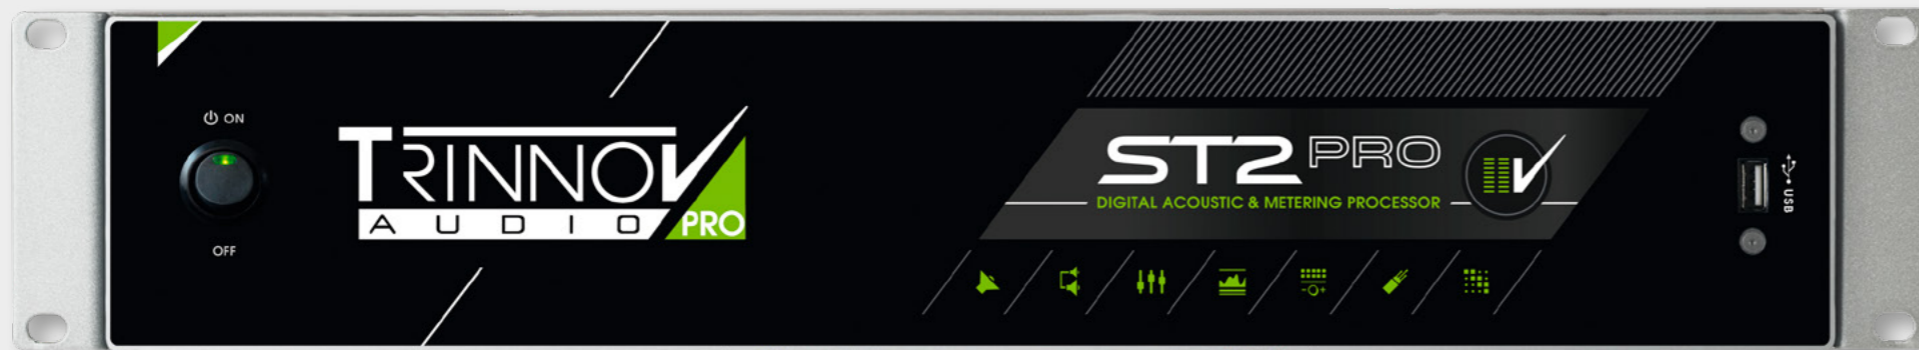 ON
OFF
TRINNOV
AUDIO
PRO
ST2 PRO
DIGITAL ACOUSTIC & METERING PROCESSOR
USB